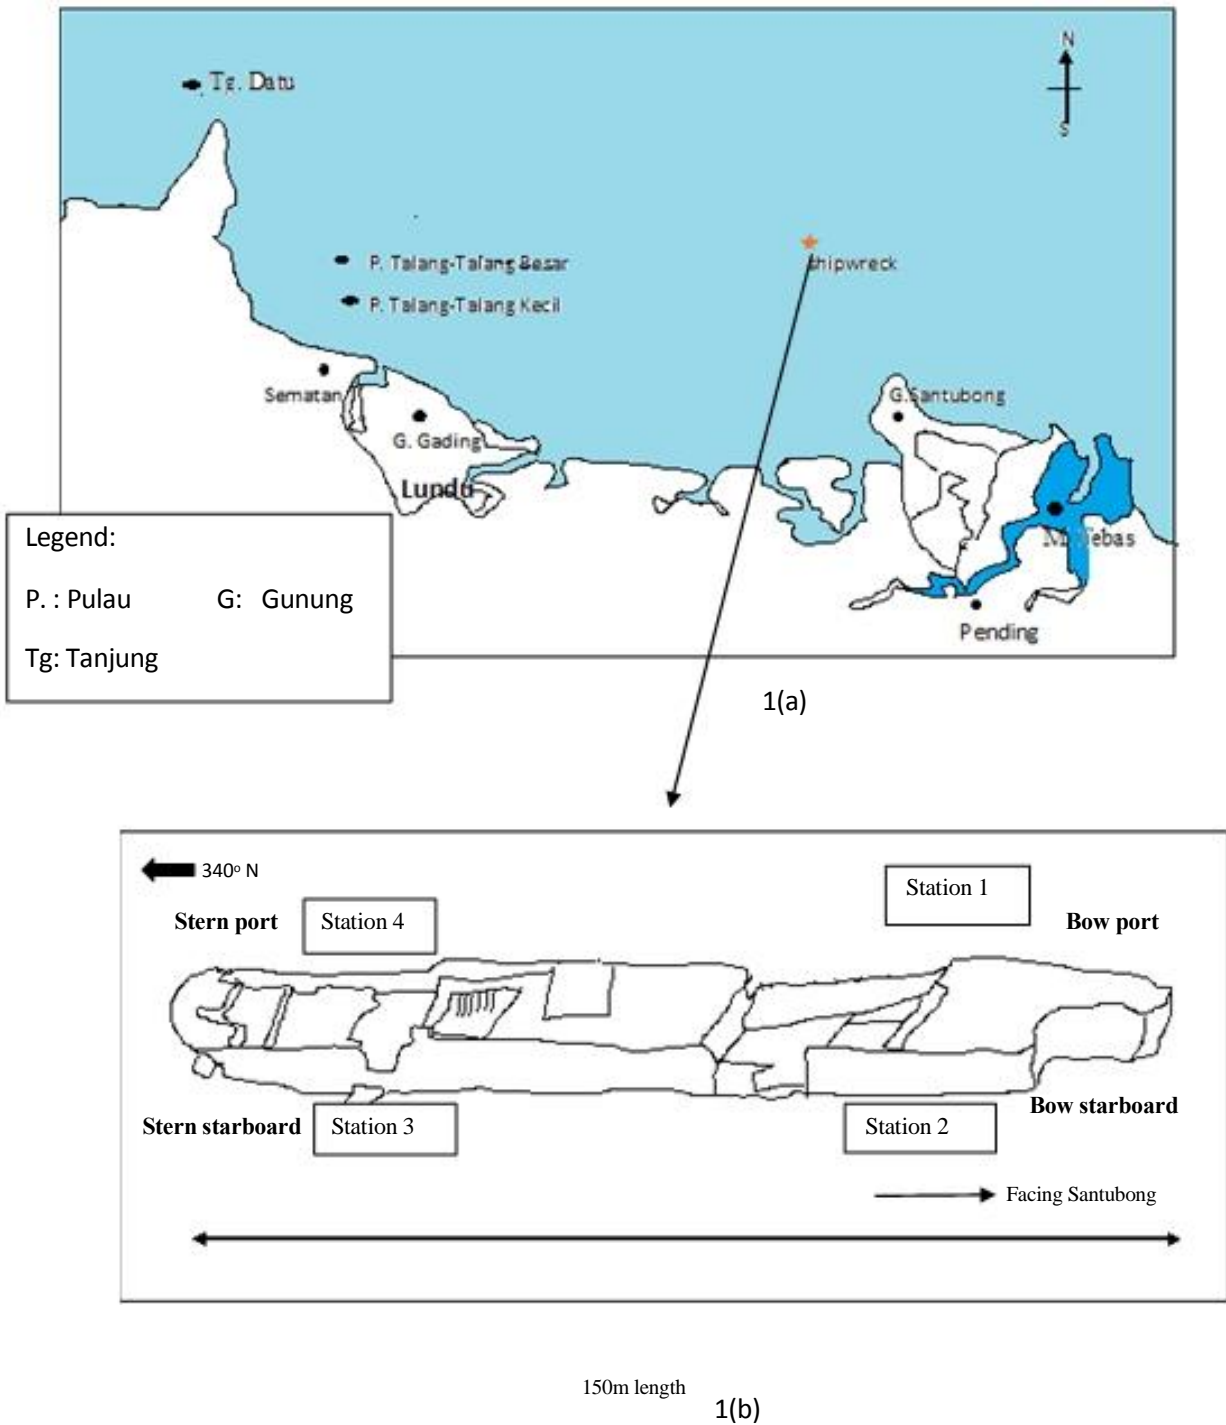 N
Tg. Datu
S
shipwreck
P. Talang-Talang Besar
P. Talang-Talang Kecil
Sematan
G.Santubong
G. Gading
Lundu
Legend:
P. : Pulau G: Gunung
Tg: Tanjung
Pending
1(a)
340º N
Station 1
Stern port
Station 4
Bow port
Stern starboard
Station 3
Station 2
Bow starboard
Facing Santubong
150m length
1(b)